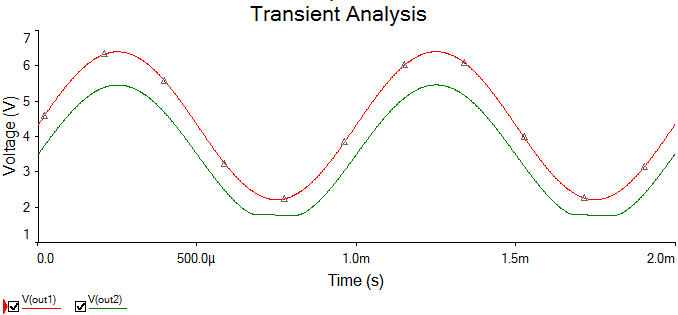 Transient Analysis
7
6
5
4
3
2
1
Voltage (V)
0.0 500.0µ 1.0m 1.5m 2.0m
Time (s)
V(out1) V(out2)